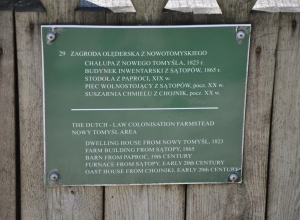 29 ZAGRODA OLĘDERSKA Z NOWOTOMYSKIEGO
CHAŁUPA Z NOWEGO TOMYŚLA, 1823 r.
BUDYNEK INWENTARSKI Z SĄTOPÓW, 1865 r.
STODOŁA Z PAPROCI, XIX w.
PIEC WOLNOSTOJĄCY Z SĄTOPÓW, pocz. XX w.
SUSZARNIA CHMIELU Z CHOJNIK, pocz. XX w.
THE DUTCH - LAW COLONISATION FARMSTEAD
NOWY TOMYŚL AREA
DWELLING HOUSE FROM NOWY TOMYŚL, 1823
FARM BUILDING FROM SĄTOPY, 1865
BARN FROM PAPROĆ, 19th CENTURY
FURNACE FROM SĄTOPY, EARLY 20th CENTURY
OAST HOUSE FROM CHOJNIKI, EARLY 20th CENTURY